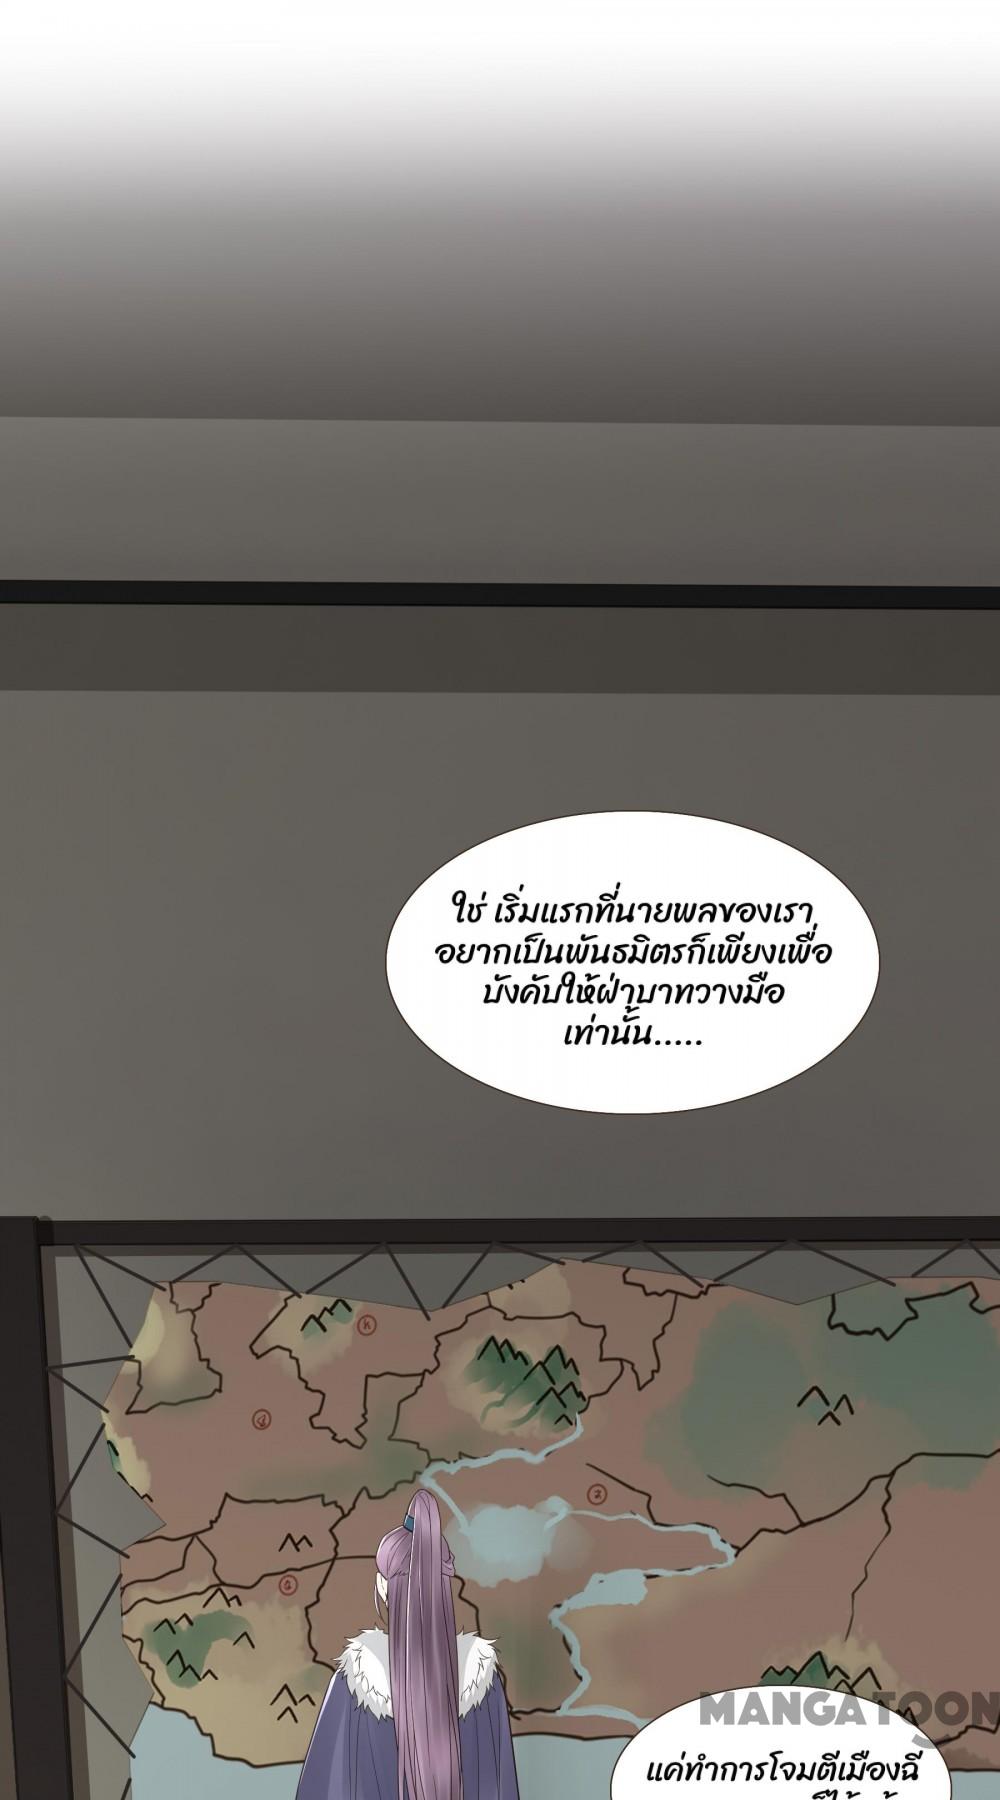 ใช่ เริ่มแรกที่นายพลของเรา
อยากเป็นพันธมิตรก็เพียงเพื่อ
บังคับให้ฝ่าบาทวางมือ
เท่านั้น.....
MANGATOON
แค่ทำการโจมตีเมืองฉี